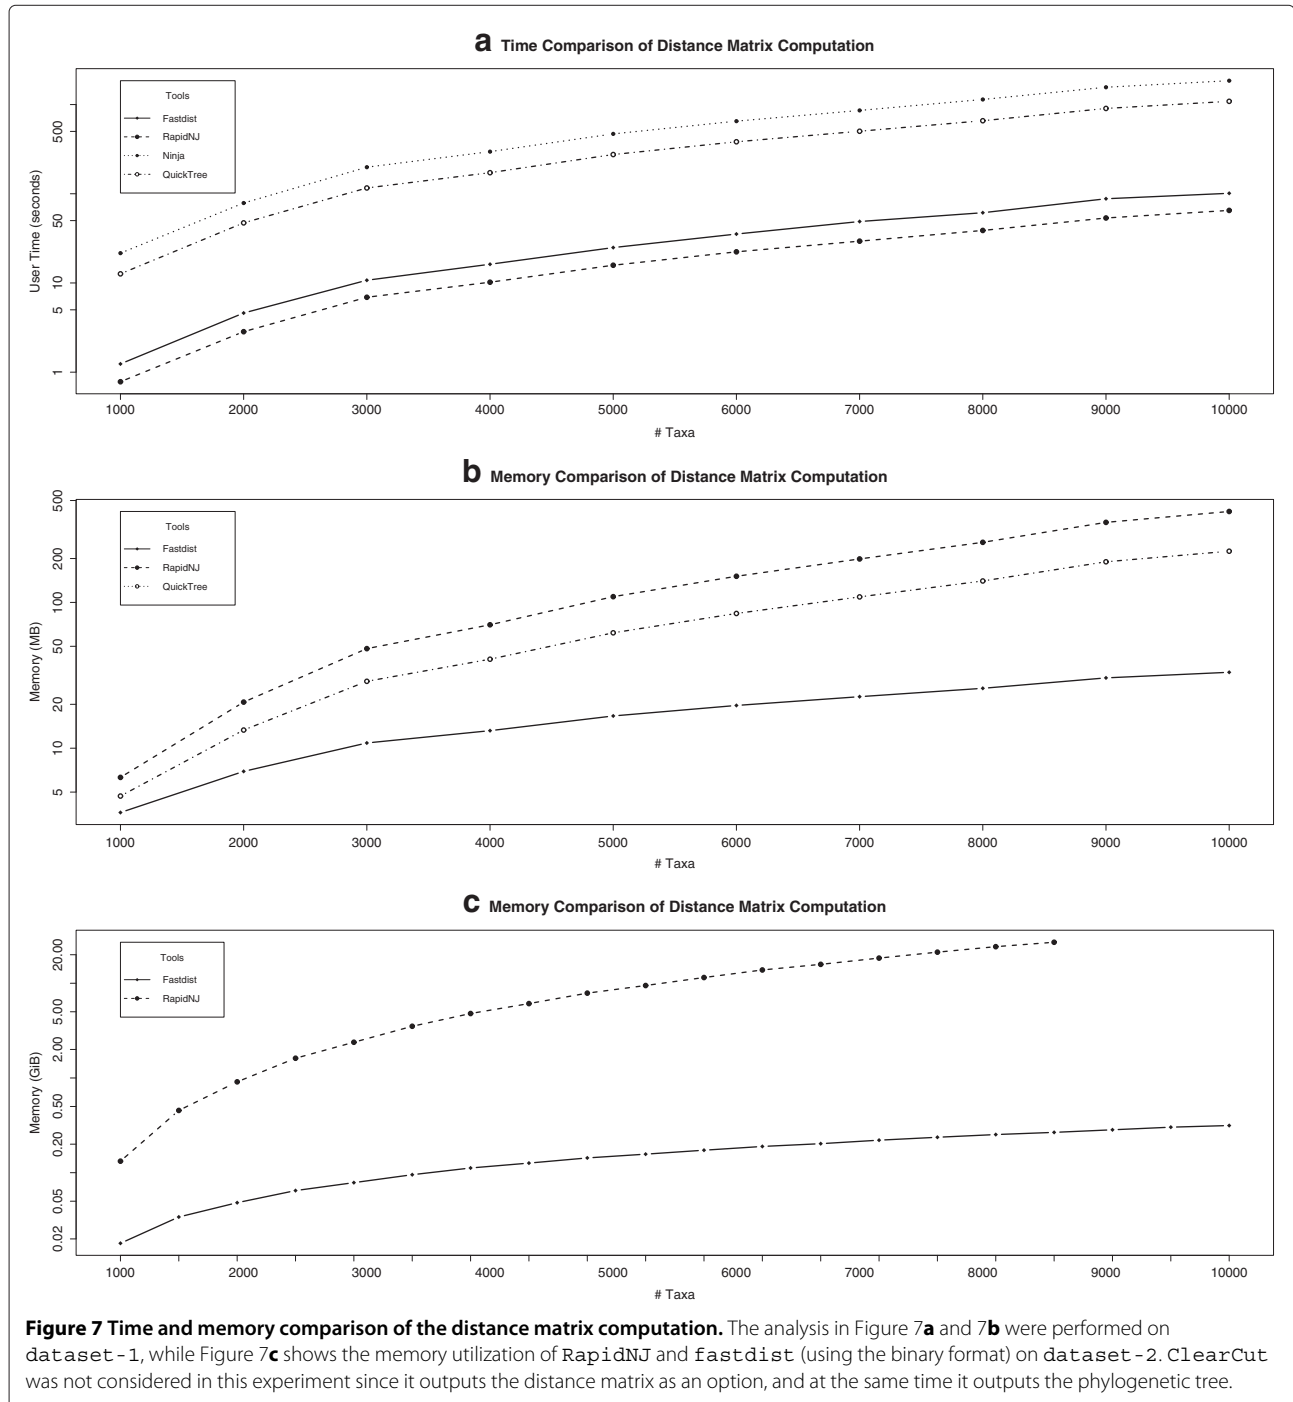 a Time Comparison of Distance Matrix Computation
Tools
Fastdist
RapidNJ
Ninja
QuickTree
User Time (seconds)
500
50
10
5
1
1000 2000 3000 4000 5000 6000 7000 8000 9000 10000
# Taxa
b Memory Comparison of Distance Matrix Computation
Tools
Fastdist
RapidNJ
QuickTree
Memory (MB)
500
200
100
50
20
10
5
1000 2000 3000 4000 5000 6000 7000 8000 9000 10000
# Taxa
c Memory Comparison of Distance Matrix Computation
Tools
Fastdist
RapidNJ
Memory (GiB)
20.00
5.00
2.00
0.50
0.20
0.05
0.02
1000 2000 3000 4000 5000 6000 7000 8000 9000 10000
# Taxa
Figure 7 Time and memory comparison of the distance matrix computation. The analysis in Figure 7a and 7b were performed on
dataset-1, while Figure 7c shows the memory utilization of RapidNJ and fastdist (using the binary format) on dataset-2. ClearCut
was not considered in this experiment since it outputs the distance matrix as an option, and at the same time it outputs the phylogenetic tree.